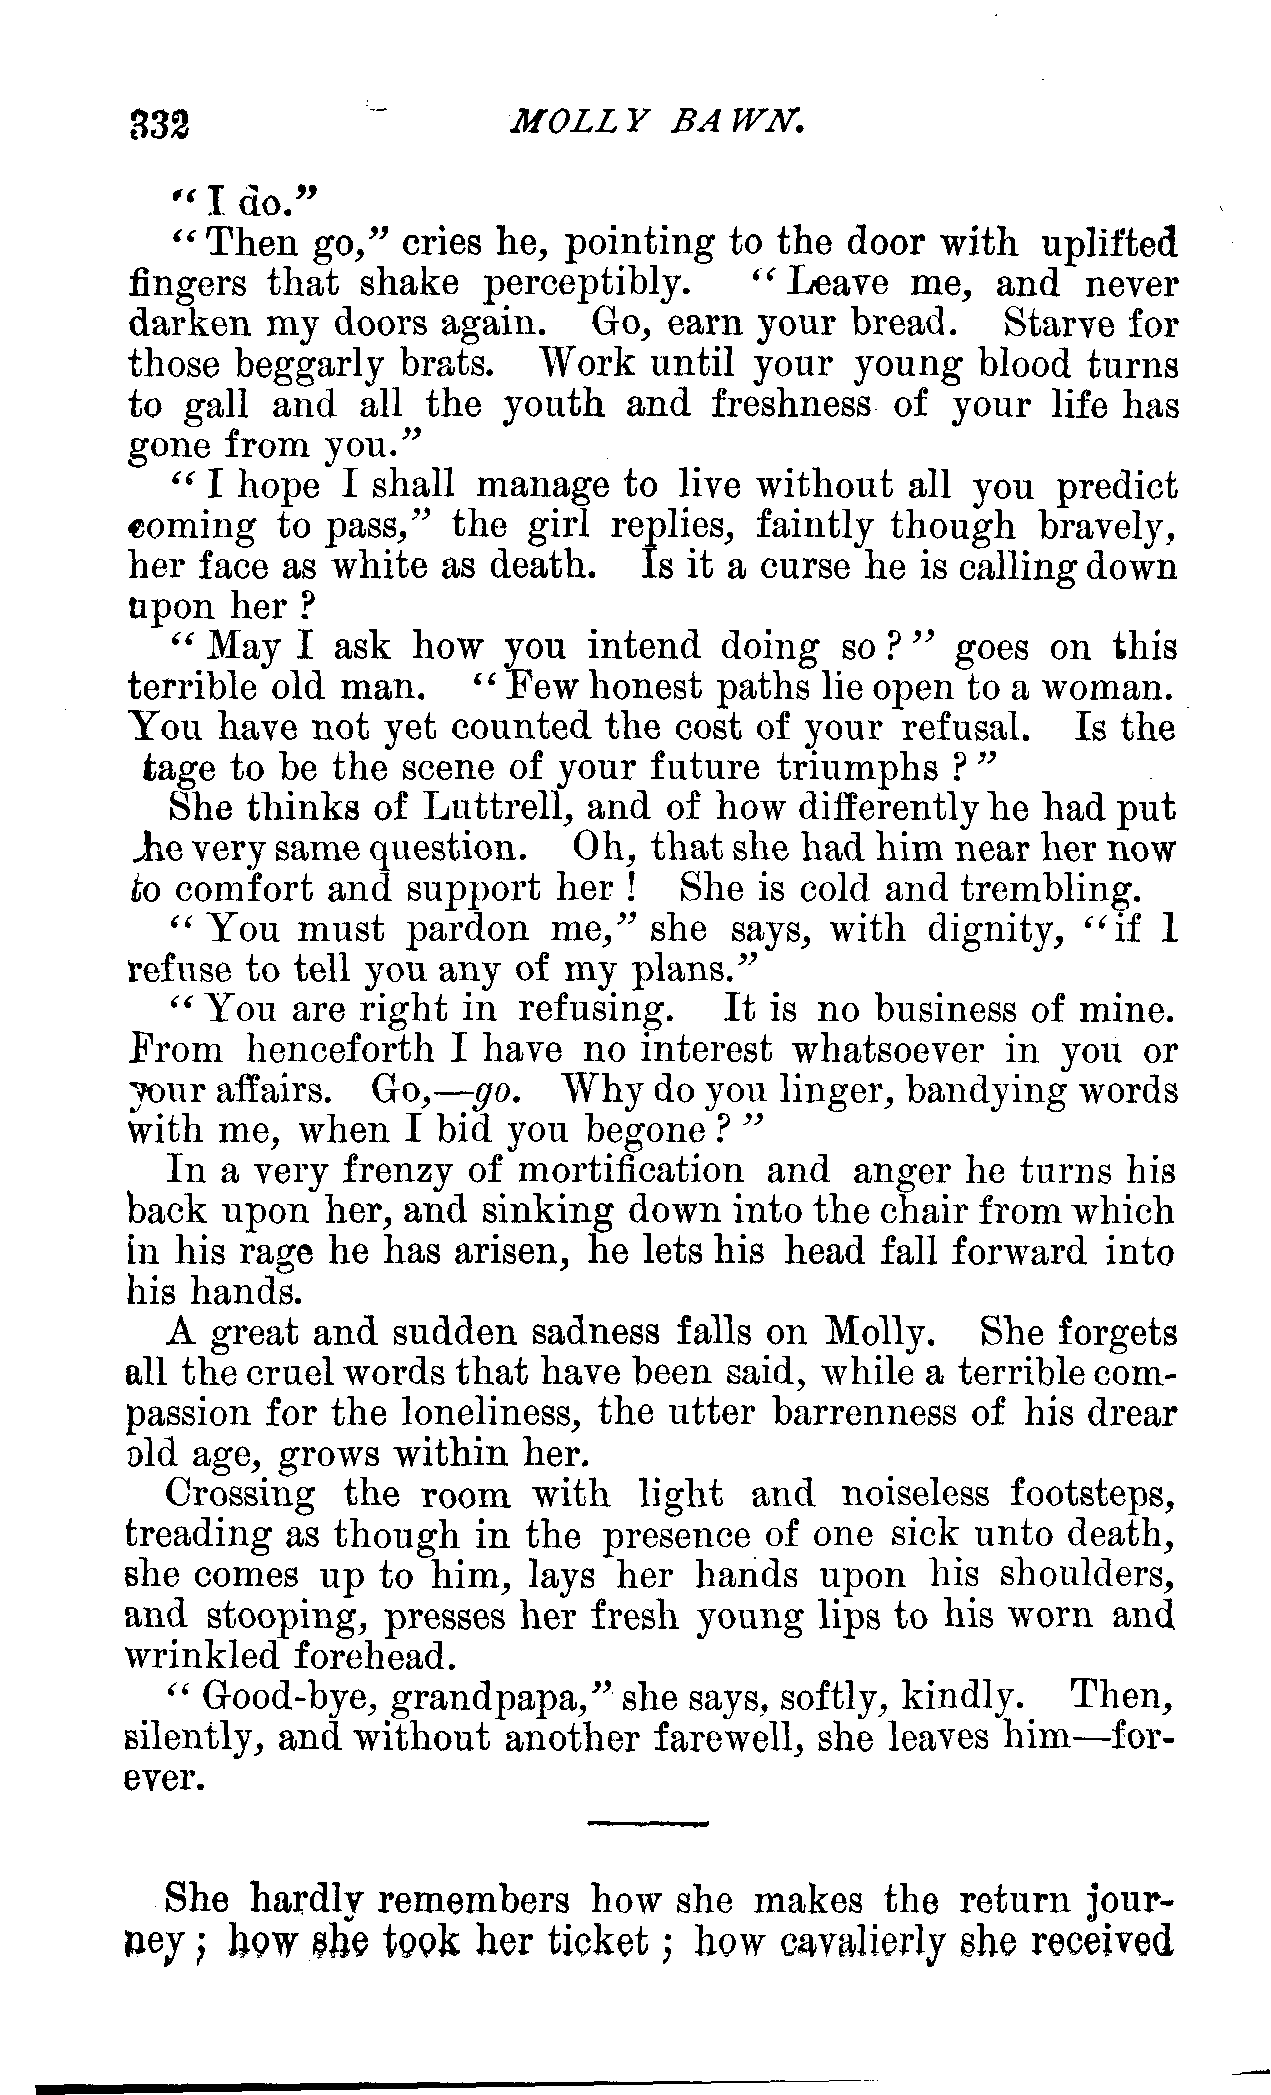 332 MOLLY BAWN.
"I do."
"Then go," cries he, pointing to the door with uplifted
fingers that shake perceptibly. "Leave me, and never
darken my doors again. Go, earn your bread. Starve for
those beggarly brats. Work until your young blood turns
to gall and all the youth and freshness of your life has
gone from you."
"I hope I shall manage to live without all you predict
coming to pass," the girl replies, faintly though bravely,
her face as white as death. Is it a curse he is calling down
upon her ?
"May I ask how you intend doing so ?" goes on this
terrible old man. "Few honest paths lie open to a woman.
You have not yet counted the cost of your refusal. Is the
tage to be the scene of your future triumphs ?"
She thinks of Luttrell, and of how differently he had put
he very same question. Oh, that she had him near her now
to comfort and support her ! She is cold and trembling.
"You must pardon me," she says, with dignity, "if I
refuse to tell you any of my plans."
"You are right in refusing. It is no business of mine.
From henceforth I have no interest whatsoever in you or
your affairs. Go,—go. Why do you linger, bandying words
with me, when I bid you begone ?"
In a very frenzy of mortification and anger he turns his
back upon her, and sinking down into the chair from which
in his rage he has arisen, he lets his head fall forward into
his hands.
A great and sudden sadness falls on Molly. She forgets
all the cruel words that have been said, while a terrible com-
passion for the loneliness, the utter barrenness of his drear
old age, grows within her.
Crossing the room with light and noiseless footsteps,
treading as though in the presence of one sick unto death,
she comes up to him, lays her hands upon his shoulders,
and stooping, presses her fresh young lips to his worn and
wrinkled forehead.
"Good-bye, grandpapa," she says, softly, kindly. Then,
silently, and without another farewell, she leaves him—for-
ever.
She hardly remembers how she makes the return jour-
ney ; how she took her ticket ; how cavalierly she received